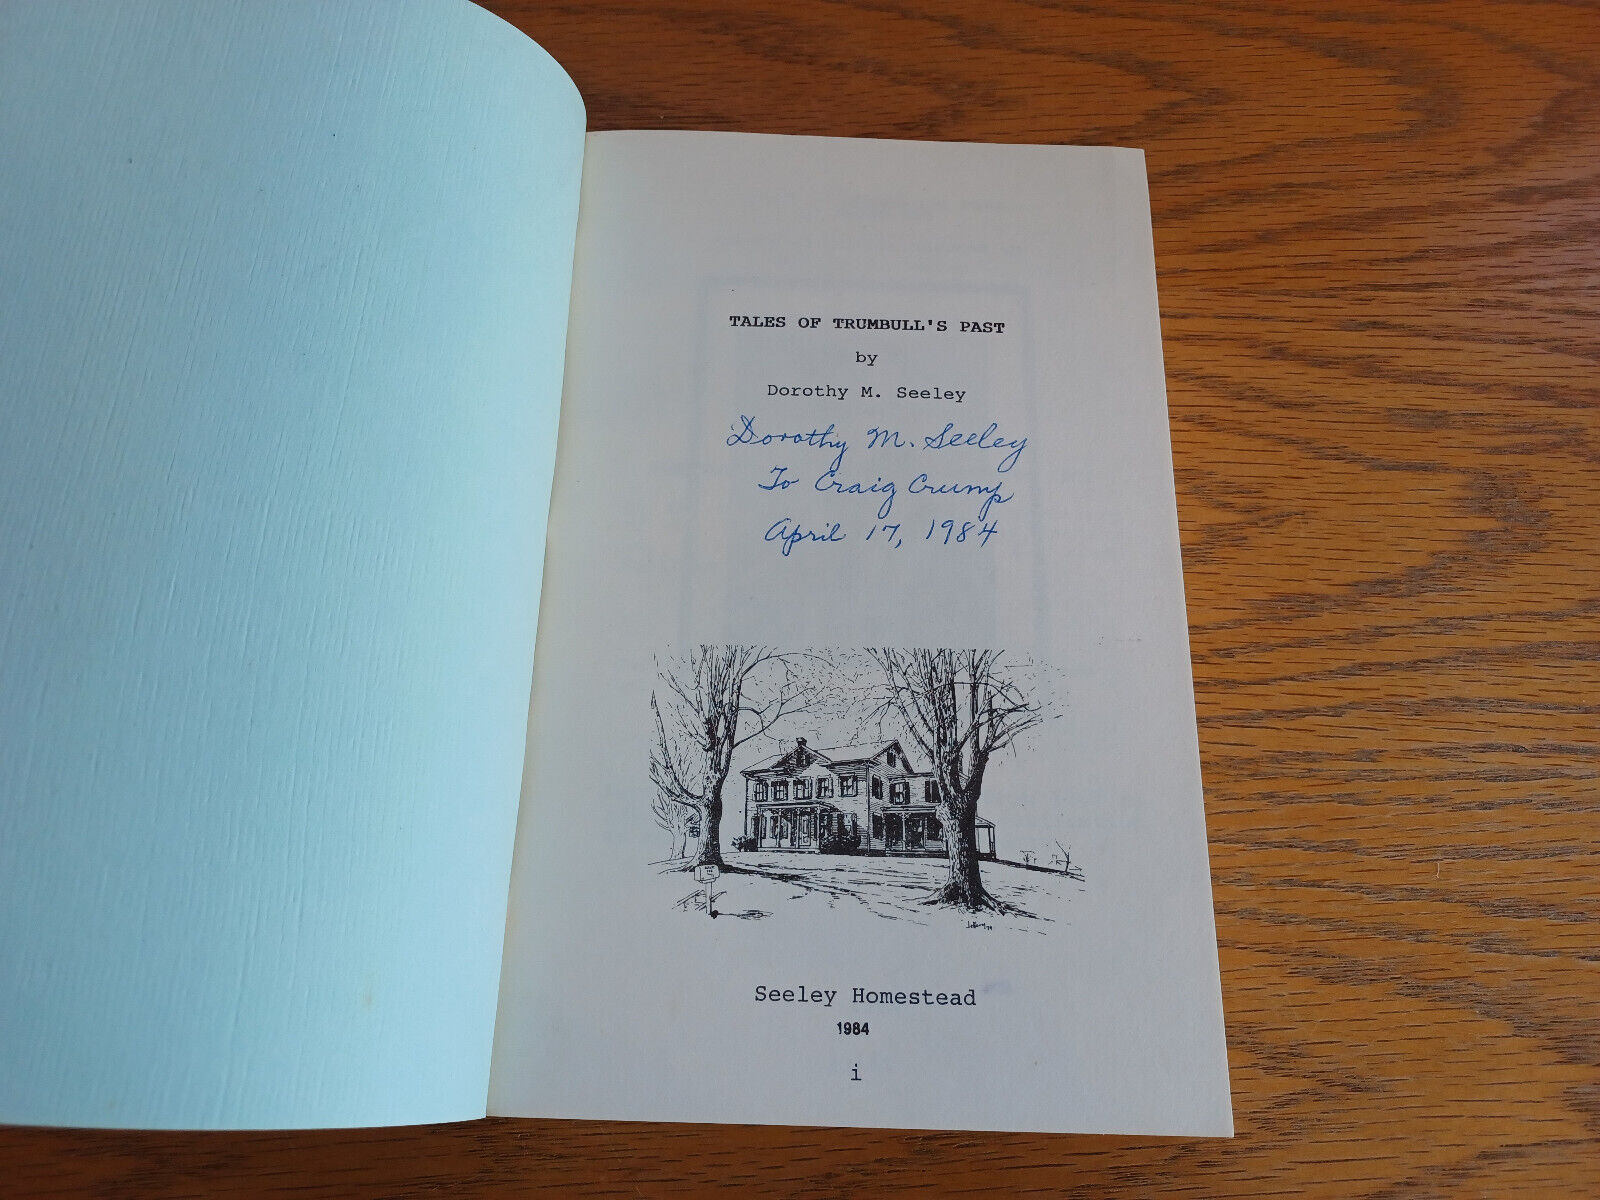 TALES OF TRUMBULL'S PAST
by
Dorothy M. Seeley
Dorothy M. Seeley
To Craig Crump
April 17, 1984
Seeley Homestead
1984
i